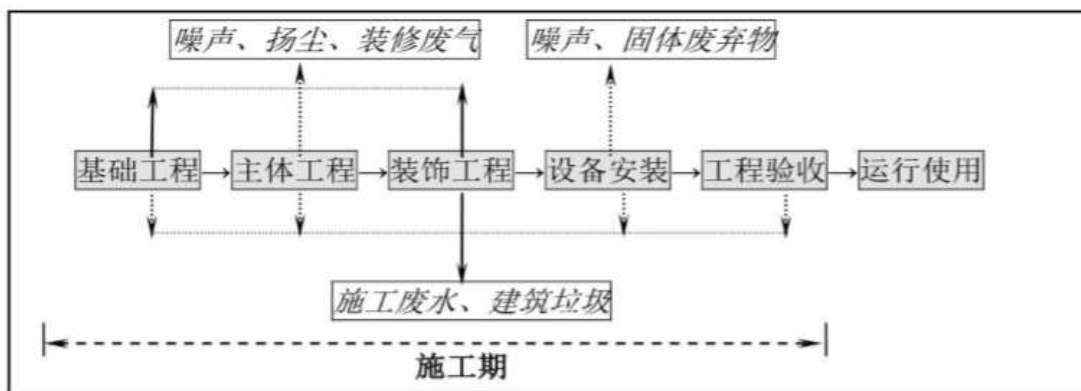 噪声、扬尘、装修废气
噪声、固体废弃物
基础工程
主体工程
装饰工程
设备安装
工程验收
运行使用
施工废水、建筑垃圾
施工期